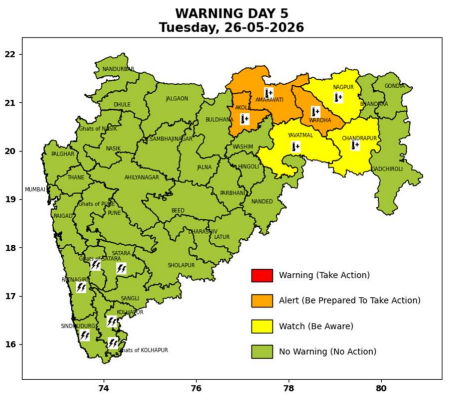 WARNING DAY 5
Tuesday, 26-05-2026
22
21
20
19
18
17
16
74
76
78
80
NANDURBAR
DHULE
JALGAON
BULDHANA
AKOLA
AMARAVATI
NAGPUR
GONDIA
BHANDARA
WARDHA
Ghats of NASIK
NASIK
SAMBHAJINAGAR
WASHIM
YAVATMAL
CHANDRAPUR
GADCHIROLI
PALGHAR
THANE
AHILYANAGAR
JALNA
HINGOLI
MUMBAI
Ghats of PUNE
PARBHANI
NANDED
RAIGAD
PUNE
BEED
DHARASHIV
LATUR
SATARA
Ghats of SATARA
SHOLAPUR
RATNAGIRI
SANGLI
KOLHAPUR
SINDHUDURG
Ghats of KOLHAPUR
Warning (Take Action)
Alert (Be Prepared To Take Action)
Watch (Be Aware)
No Warning (No Action)